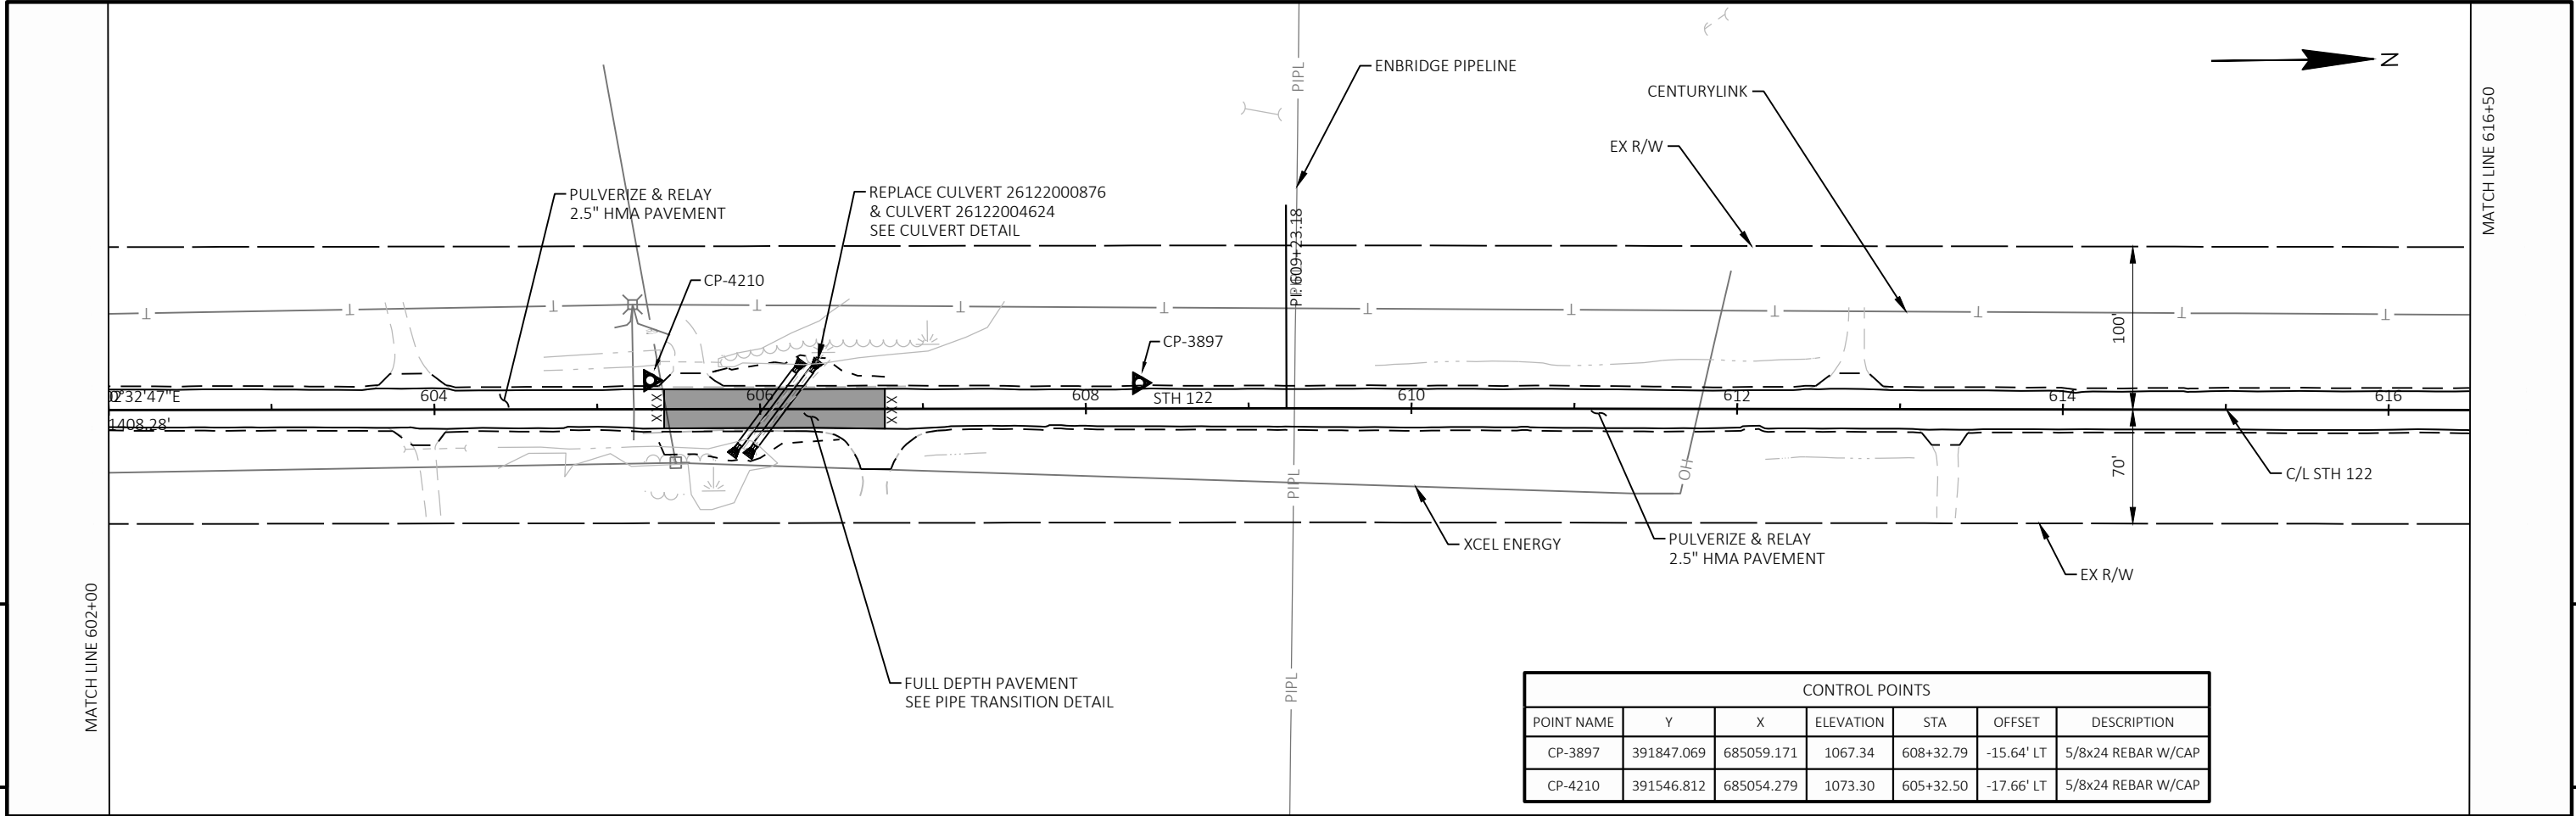 ENBRIDGE PIPELINE
CENTURYLINK
EX R/W
N
MATCH LINE 616+50
PIPL
PULVERIZE & RELAY
2.5" HMA PAVEMENT
REPLACE CULVERT 26122000876
& CULVERT 26122004624
SEE CULVERT DETAIL
PI: 609+23.18
CP-4210
CP-3897
100'
2°32'47"E
604
606
608
STH 122
610
612
614
616
XXX
XXX
1408.28'
70'
OH
PIPL
C/L STH 122
XCEL ENERGY
PULVERIZE & RELAY
2.5" HMA PAVEMENT
EX R/W
MATCH LINE 602+00
FULL DEPTH PAVEMENT
SEE PIPE TRANSITION DETAIL
PIPL
CONTROL POINTS
POINT NAME Y X ELEVATION STA OFFSET DESCRIPTION
CP-3897 391847.069 685059.171 1067.34 608+32.79 -15.64' LT 5/8x24 REBAR W/CAP
CP-4210 391546.812 685054.279 1073.30 605+32.50 -17.66' LT 5/8x24 REBAR W/CAP